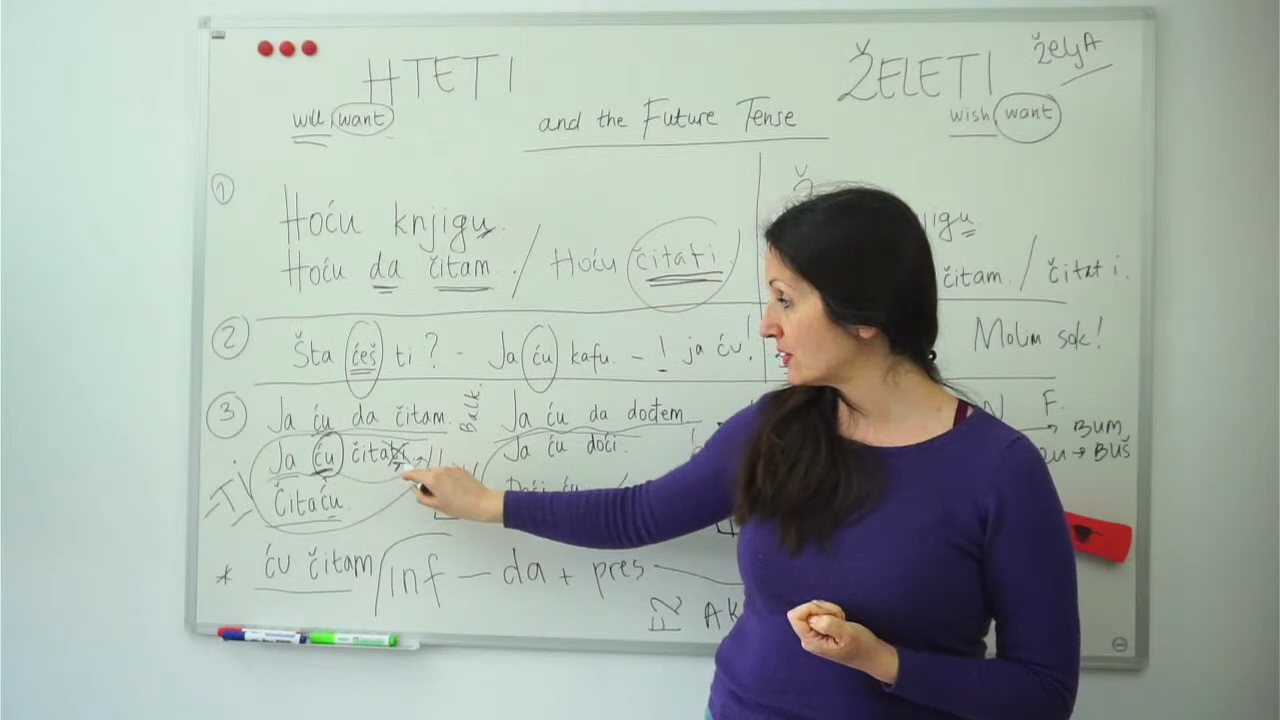 HTETI
ŽELETI
ŽeljA
will, want
and the Future Tense
wish, want
1
Hoću knjigu.
Hoću da čitam. / Hoću čitati
čitam. / čitati.
2
Šta ćeš ti? - Ja ću kafu. - ! ja ću!
Molim sok!
3
Ja ću da čitam.
Balk.
Ja ću da dođem
F.
BUM
Ja ću čitati
Ja ću doći.
BUŠ
-TI
Čitaću.
Doći ću
* ću čitam / inf — da + pres